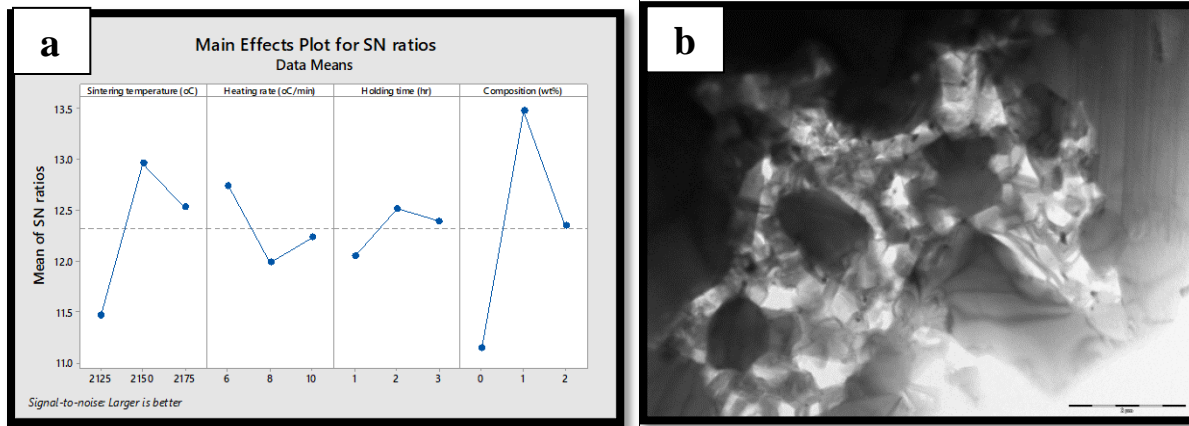 a
Main Effects Plot for SN ratios
Data Means
Sintering temperature (oC) Heating rate (oC/min) Holding time (hr) Composition (wt%)
Mean of SN ratios
13.5
13.0
12.5
12.0
11.5
11.0
2125 2150 2175 6 8 10 1 2 3 0 1 2
Signal-to-noise: Larger is better
b